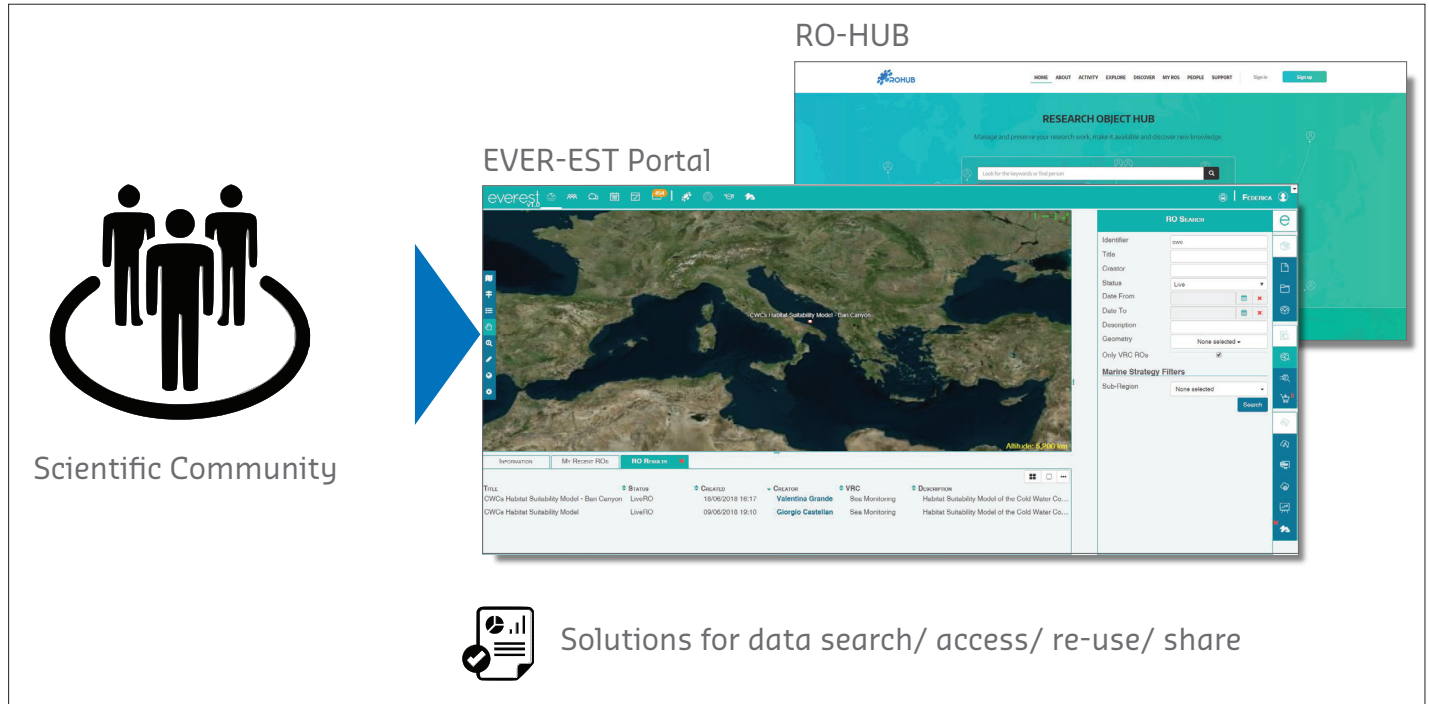 RO-HUB
ROHUB
HOME ABOUT ACTIVITY EXPLORE DISCOVER MY ROS PEOPLE SUPPORT Sign in Sign up
RESEARCH OBJECT HUB
Manage and preserve your research work, make it available and discover new knowledge.
Look for the keywords or find person
EVER-EST Portal
everest
v1.0
FEDERICA
RO SEARCH
Identifier
Title
Creator
Status Live
Date From
Date To
Description
Geometry None selected
Only VRC ROs
Marine Strategy Filters
Sub-Region None selected
Search
CWCs Habitat Suitability Model - Bari Canyon
Altitude: 5,290 km
INFORMATION MY RECENT ROS RO RESULTS
TITLE STATUS CREATED CREATOR VRC DESCRIPTION
CWCs Habitat Suitability Model - Bari Canyon LiveRO 18/06/2018 16:17 Valentina Grande Sea Monitoring Habitat Suitability Model of the Cold Water Co...
CWCs Habitat Suitability Model LiveRO 09/06/2018 19:10 Giorgio Castellan Sea Monitoring Habitat Suitability Model of the Cold Water Co...
Scientific Community
Solutions for data search/ access/ re-use/ share